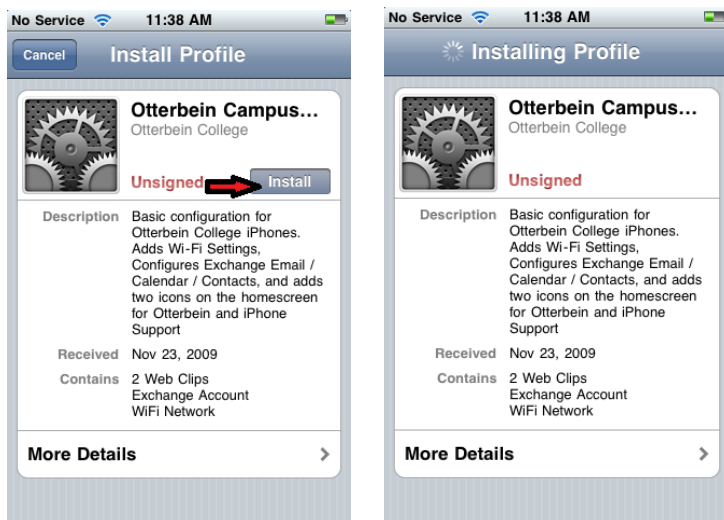 No Service 11:38 AM
Cancel Install Profile
Otterbein Campus...
Otterbein College
Unsigned Install
Description Basic configuration for
Otterbein College iPhones.
Adds Wi-Fi Settings,
Configures Exchange Email /
Calendar / Contacts, and adds
two icons on the homescreen
for Otterbein and iPhone
Support
Received Nov 23, 2009
Contains 2 Web Clips
Exchange Account
WiFi Network
More Details
No Service 11:38 AM
Installing Profile
Otterbein Campus...
Otterbein College
Unsigned
Description Basic configuration for
Otterbein College iPhones.
Adds Wi-Fi Settings,
Configures Exchange Email /
Calendar / Contacts, and adds
two icons on the homescreen
for Otterbein and iPhone
Support
Received Nov 23, 2009
Contains 2 Web Clips
Exchange Account
WiFi Network
More Details